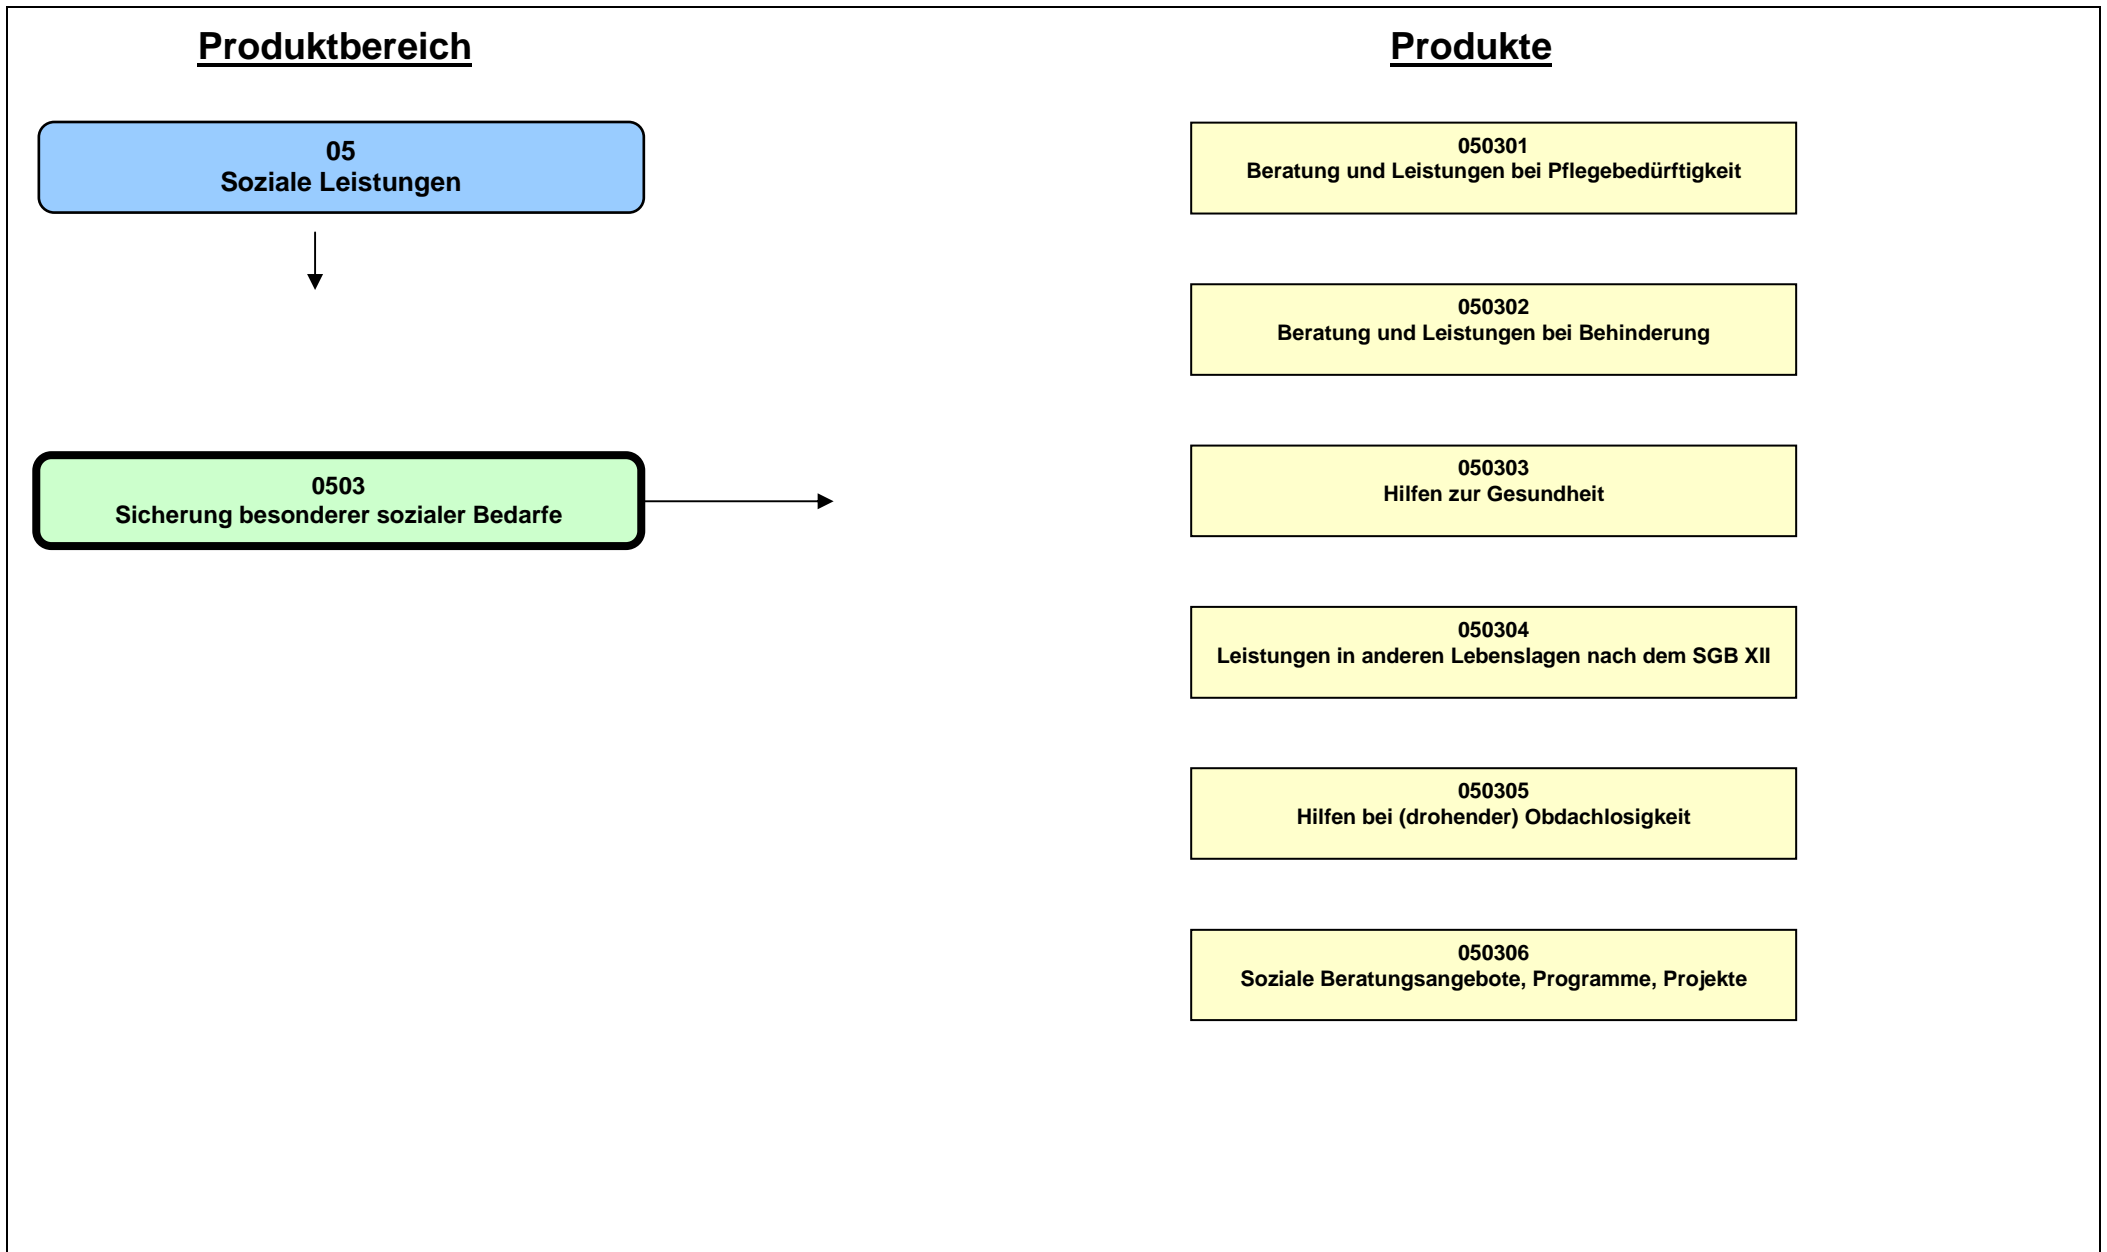 Produktbereich
Produkte
05
Soziale Leistungen
0503
Sicherung besonderer sozialer Bedarfe
050301
Beratung und Leistungen bei Pflegebedürftigkeit
050302
Beratung und Leistungen bei Behinderung
050303
Hilfen zur Gesundheit
050304
Leistungen in anderen Lebenslagen nach dem SGB XII
050305
Hilfen bei (drohender) Obdachlosigkeit
050306
Soziale Beratungsangebote, Programme, Projekte